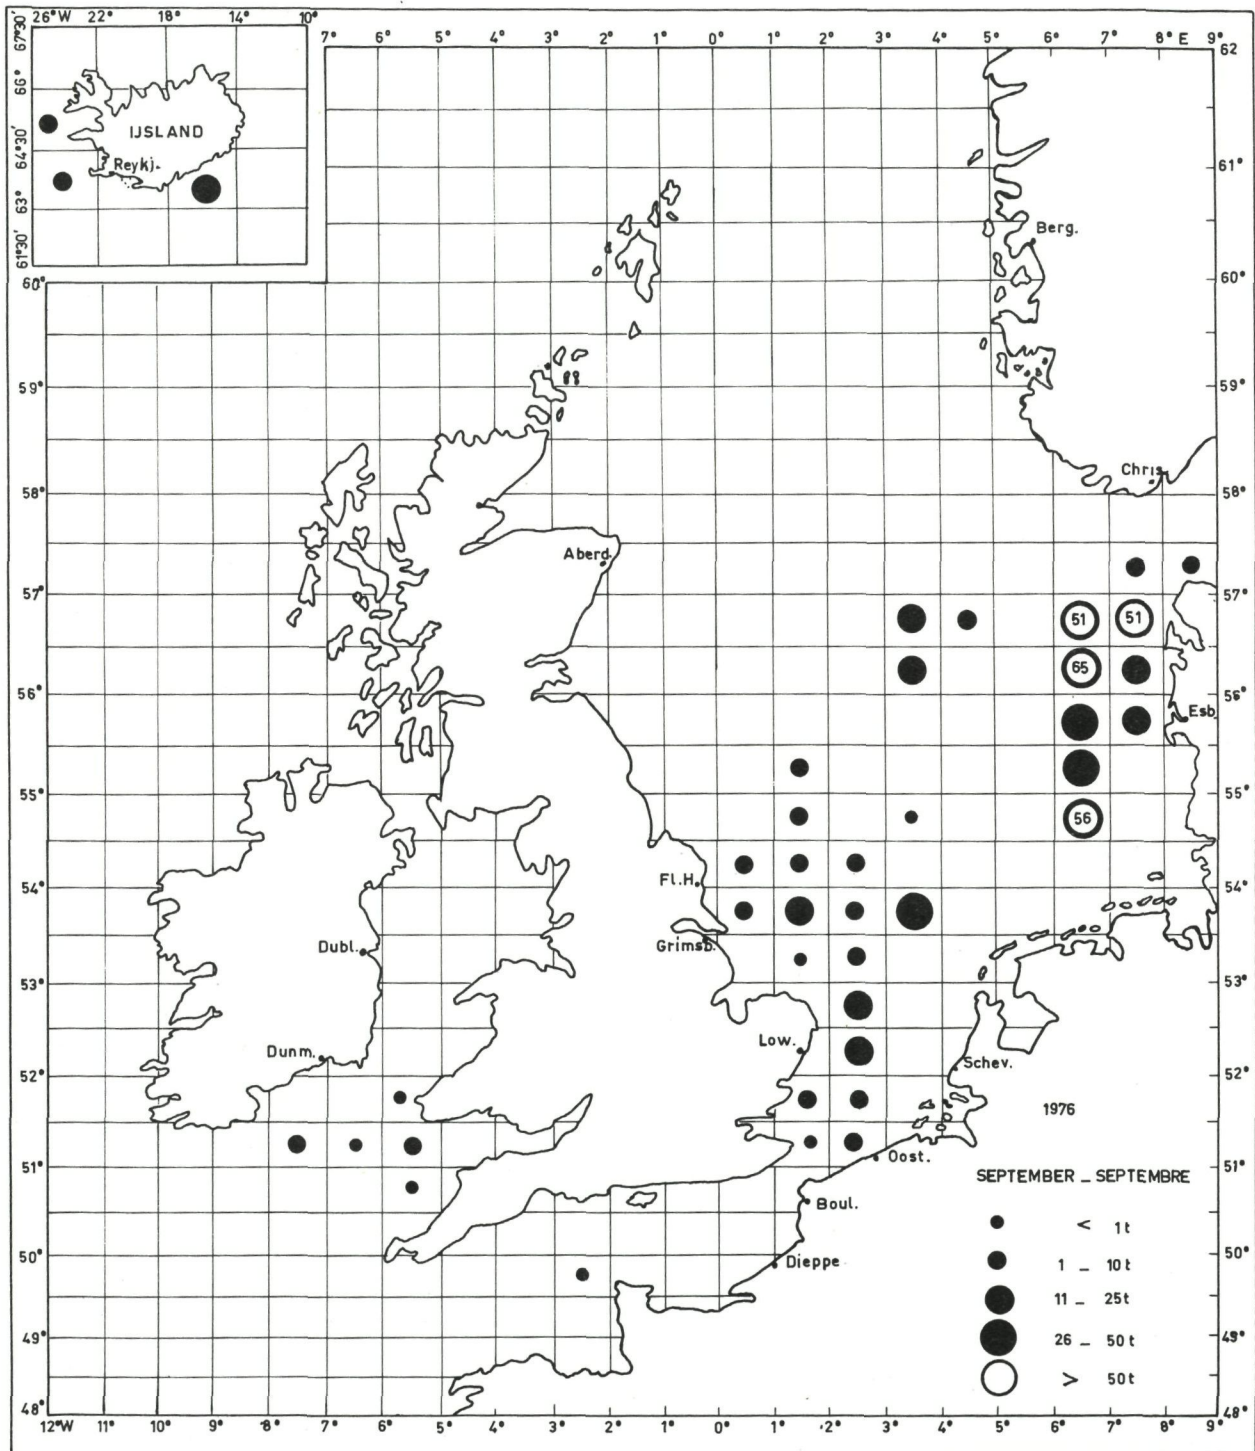 26°W 22° 18° 14° 10°
67°30'
66°
64°30'
63°
61°30'
IJSLAND
Reykj.
7° 6° 5° 4° 3° 2° 1° 0° 1° 2° 3° 4° 5° 6° 7° 8° E 9°
62
61°
Berg.
60° 60°
59° 59°
Chris
58° 58°
Aberd.
57° 57°
51 51
65
56° 56°
Esb
55° 55°
56
54° 54°
Fl.H.
Dubl.
Grimsb.
53° 53°
Dunm.
Low.
Schev.
52° 52°
1976
51° 51°
Oost.
SEPTEMBER _ SEPTEMBRE
Boul.
< 1t
50° 50°
Dieppe
1 _ 10t
11 _ 25t
49° 49°
26 _ 50t
> 50t
48° 48°
12°W 11° 10° 9° 8° 7° 6° 5° 4° 3° 2° 1° 0° 1° 2° 3° 4° 5° 6° 7° 8° E 9°